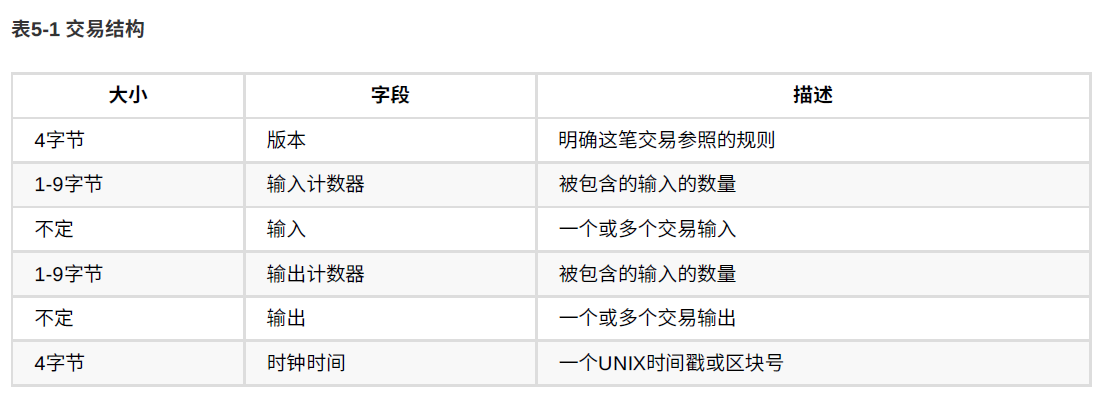 表5-1 交易结构
大小 字段 描述
4字节 版本 明确这笔交易参照的规则
1-9字节 输入计数器 被包含的输入的数量
不定 输入 一个或多个交易输入
1-9字节 输出计数器 被包含的输入的数量
不定 输出 一个或多个交易输出
4字节 时钟时间 一个UNIX时间戳或区块号